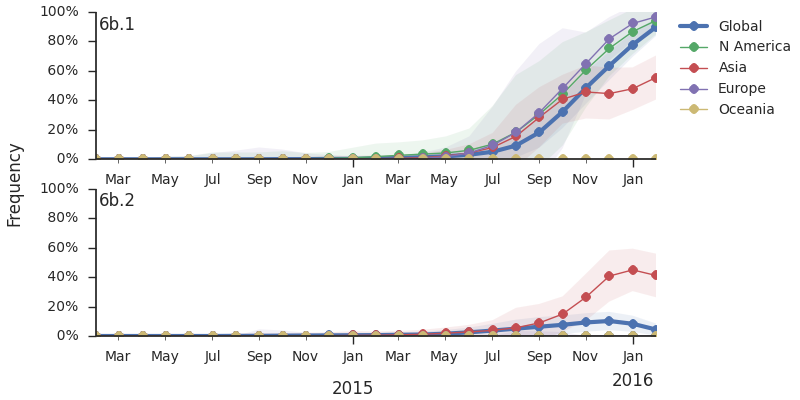 Frequency
6b.1
100%
80%
60%
40%
20%
0%
Mar May Jul Sep Nov Jan Mar May Jul Sep Nov Jan
Global
N America
Asia
Europe
Oceania
6b.2
100%
80%
60%
40%
20%
0%
Mar May Jul Sep Nov Jan Mar May Jul Sep Nov Jan
2015 2016